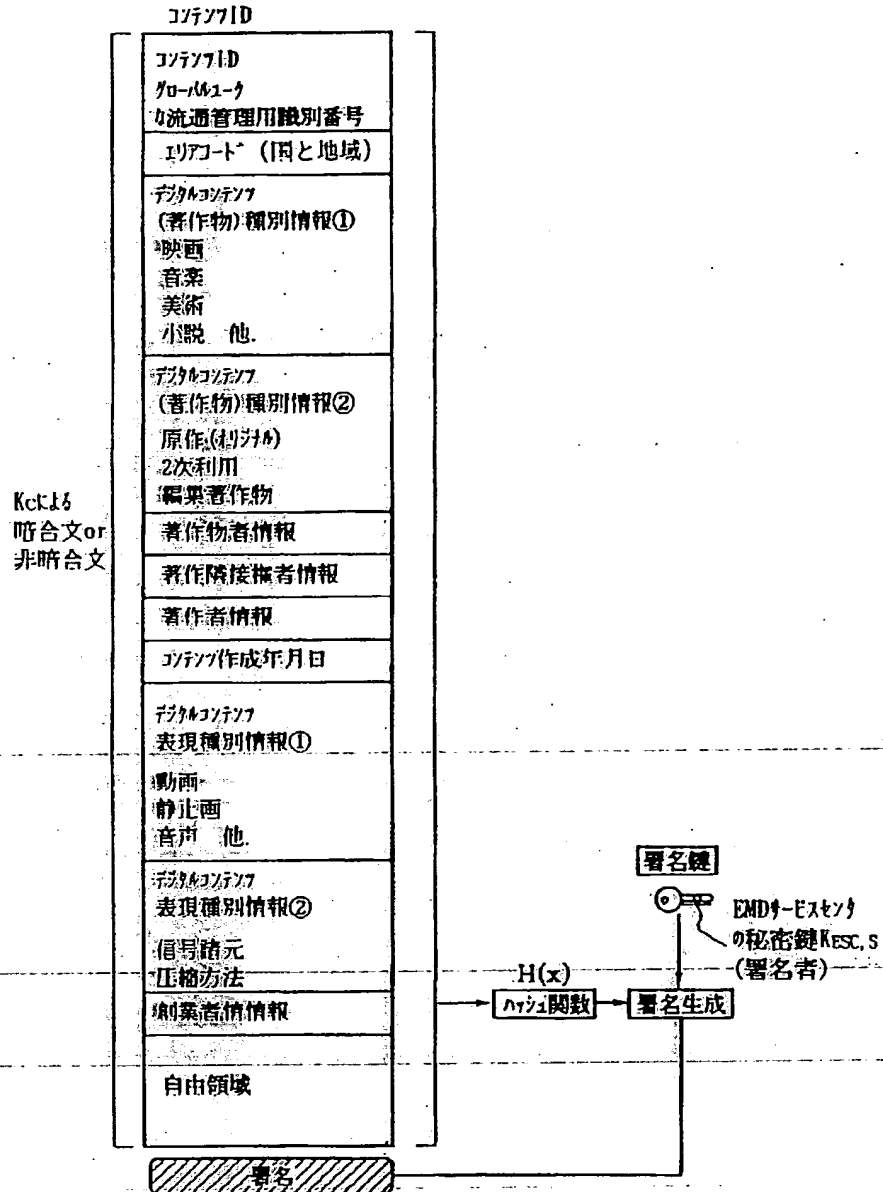 コンテンツID
コンテンツID
グローバルユーク
な流通管理用識別番号
エリアコード (国と地域)
デジタルコンテンツ
(著作物)種別情報①
映画
音楽
美術
小説 他.
デジタルコンテンツ
(著作物)種別情報②
原作(オリジナル)
2次利用
編集著作物
著作物者情報
著作隣接権者情報
著作者情報
コンテンツ作成年月日
デジタルコンテンツ
表現種別情報①
動画
静止画
音声 他.
デジタルコンテンツ
表現種別情報②
信号諸元
圧縮方法
創業者情情報
自由領域
署名
Kcによる
暗合文or
非暗合文
H(x)
ハッシュ関数
署名生成
署名鍵
EMDサービスセンタ
の秘密鍵KESC,S
(署名者)